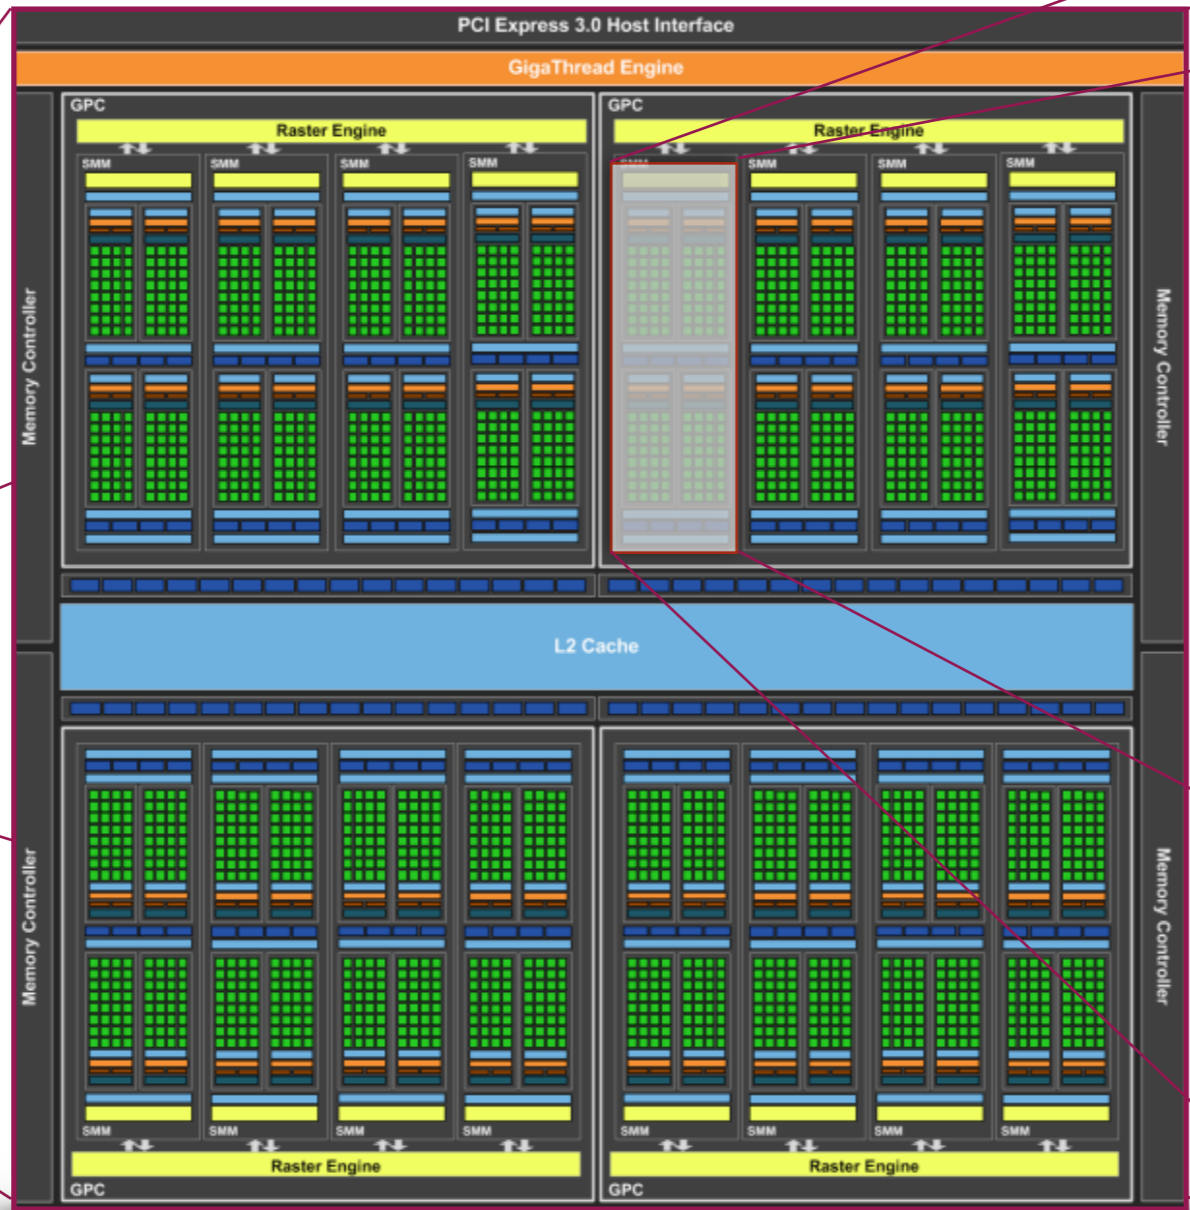 PCI Express 3.0 Host Interface
GigaThread Engine
GPC
GPC
Raster Engine
Raster Engine
SMM
SMM
SMM
SMM
SMM
SMM
SMM
SMM
Memory Controller
Memory Controller
L2 Cache
Memory Controller
Memory Controller
SMM
SMM
SMM
SMM
SMM
SMM
SMM
SMM
Raster Engine
Raster Engine
GPC
GPC